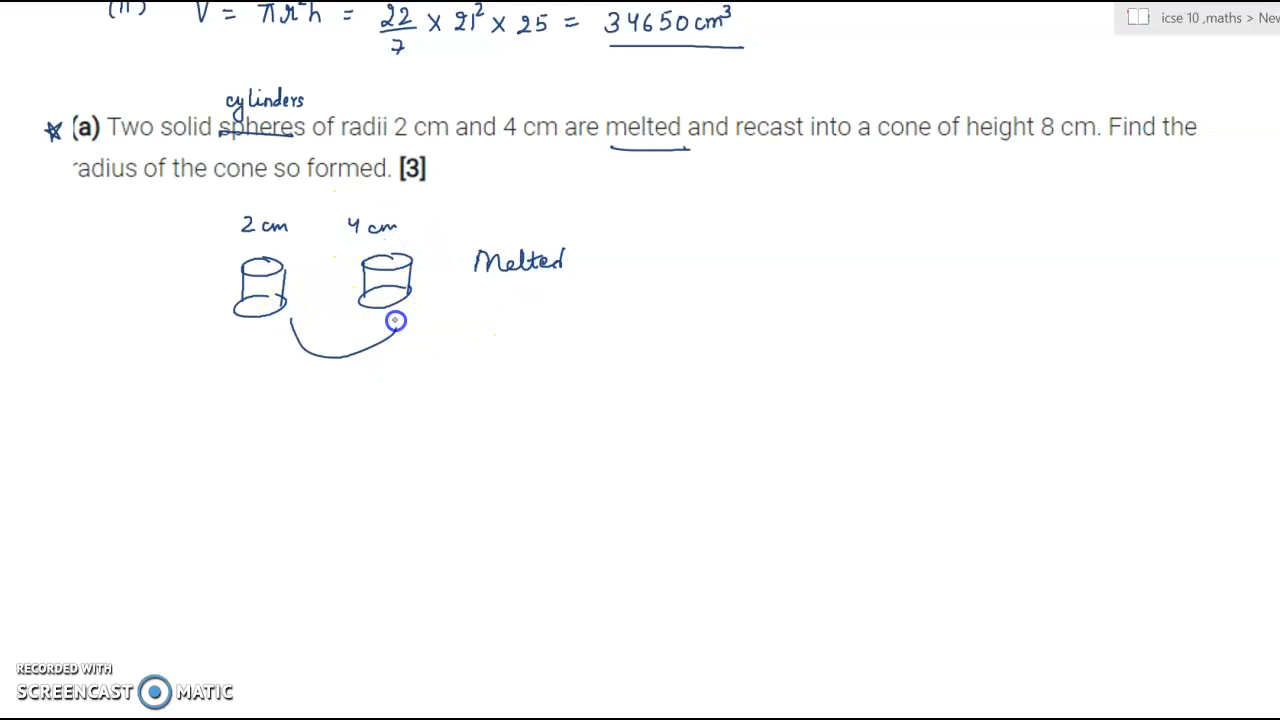 (ii) V = πr²h = 22/7 × 21² × 25 = 34650 cm³
icse 10 ,maths > New
cylinders
☆ (a) Two solid spheres of radii 2 cm and 4 cm are melted and recast into a cone of height 8 cm. Find the
radius of the cone so formed. [3]
2 cm 4 cm
Melted
RECORDED WITH
SCREENCAST MATIC